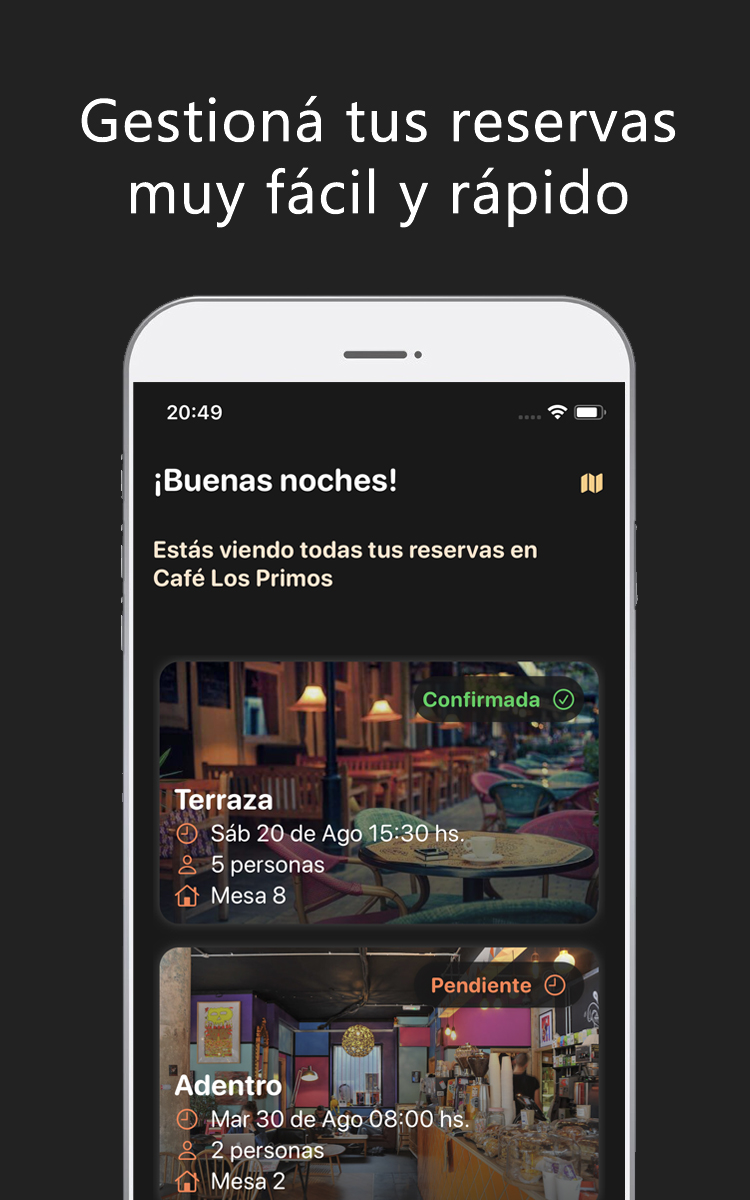 Gestioná tus reservas
muy fácil y rápido
20:49
¡Buenas noches!
Estás viendo todas tus reservas en
Café Los Primos
Confirmada
Terraza
Sáb 20 de Ago 15:30 hs.
5 personas
Mesa 8
Pendiente
Adentro
Mar 30 de Ago 08:00 hs.
2 personas
Mesa 2